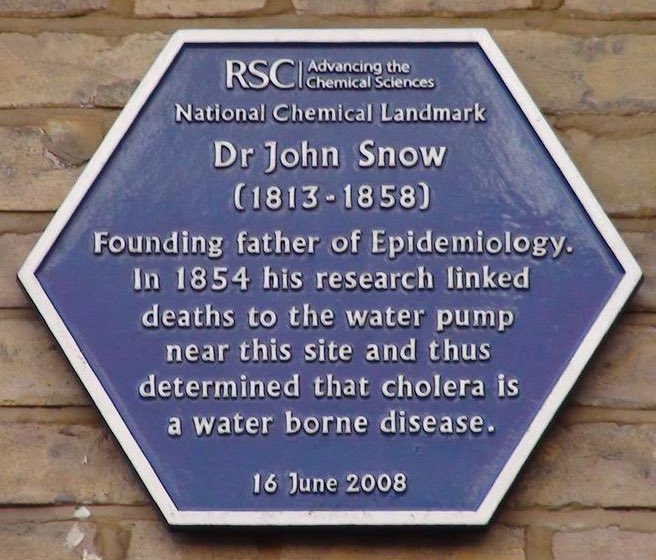 RSC | Advancing the
Chemical Sciences
National Chemical Landmark
Dr John Snow
(1813-1858)
Founding father of Epidemiology.
In 1854 his research linked
deaths to the water pump
near this site and thus
determined that cholera is
a water borne disease.
16 June 2008